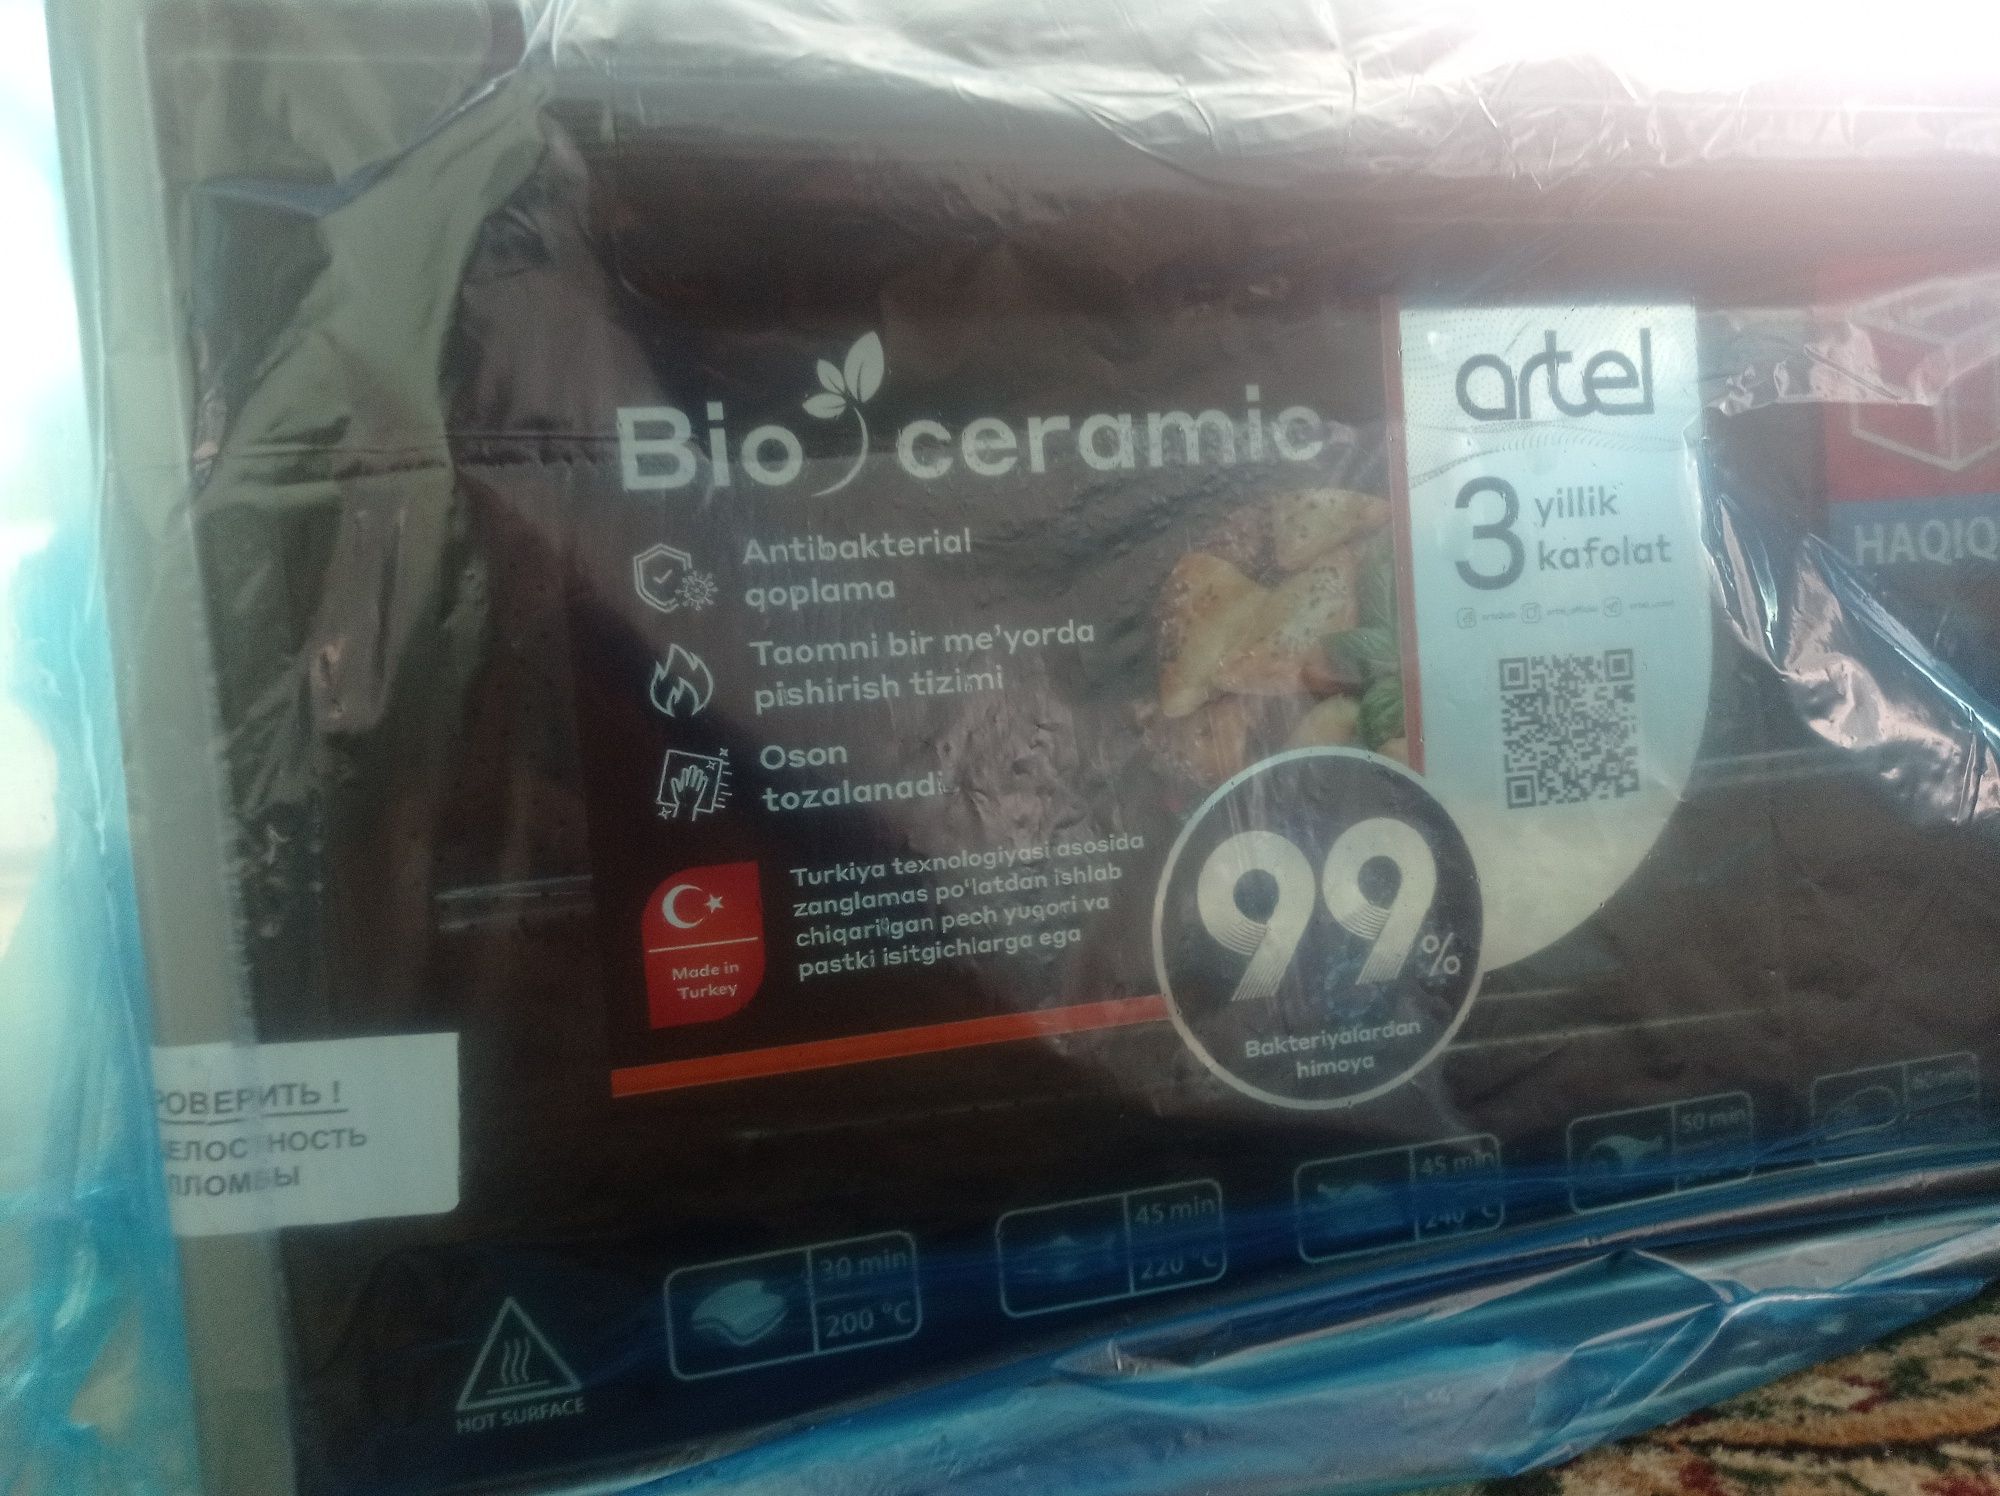 Bio ceramic
Antibakterial
qoplama
Taomni bir me'yorda
pishirish tizimi
Oson
tozalanadi
Made in
Turkey
Turkiya texnologiyasi asosida
zanglamas po‘latdan ishlab
chiqarilgan pech yuqori va
pastki isitgichlarga ega
99%
Bakteriyalardan
himoya
artel
3 yillik
kafolat
HAQIQ
РОВЕРИТЬ !
ЕЛОСТНОСТЬ
ПЛОМБЫ
HOT SURFACE
30 min
200 °C
45 min
220 °C
45 min
240 °C
50 min